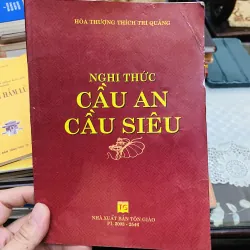 HÒA THƯỢNG THÍCH TRÍ QUẢNG
NGHI THỨC
CẦU AN
CẦU SIÊU
NHÀ XUẤT BẢN TÔN GIÁO